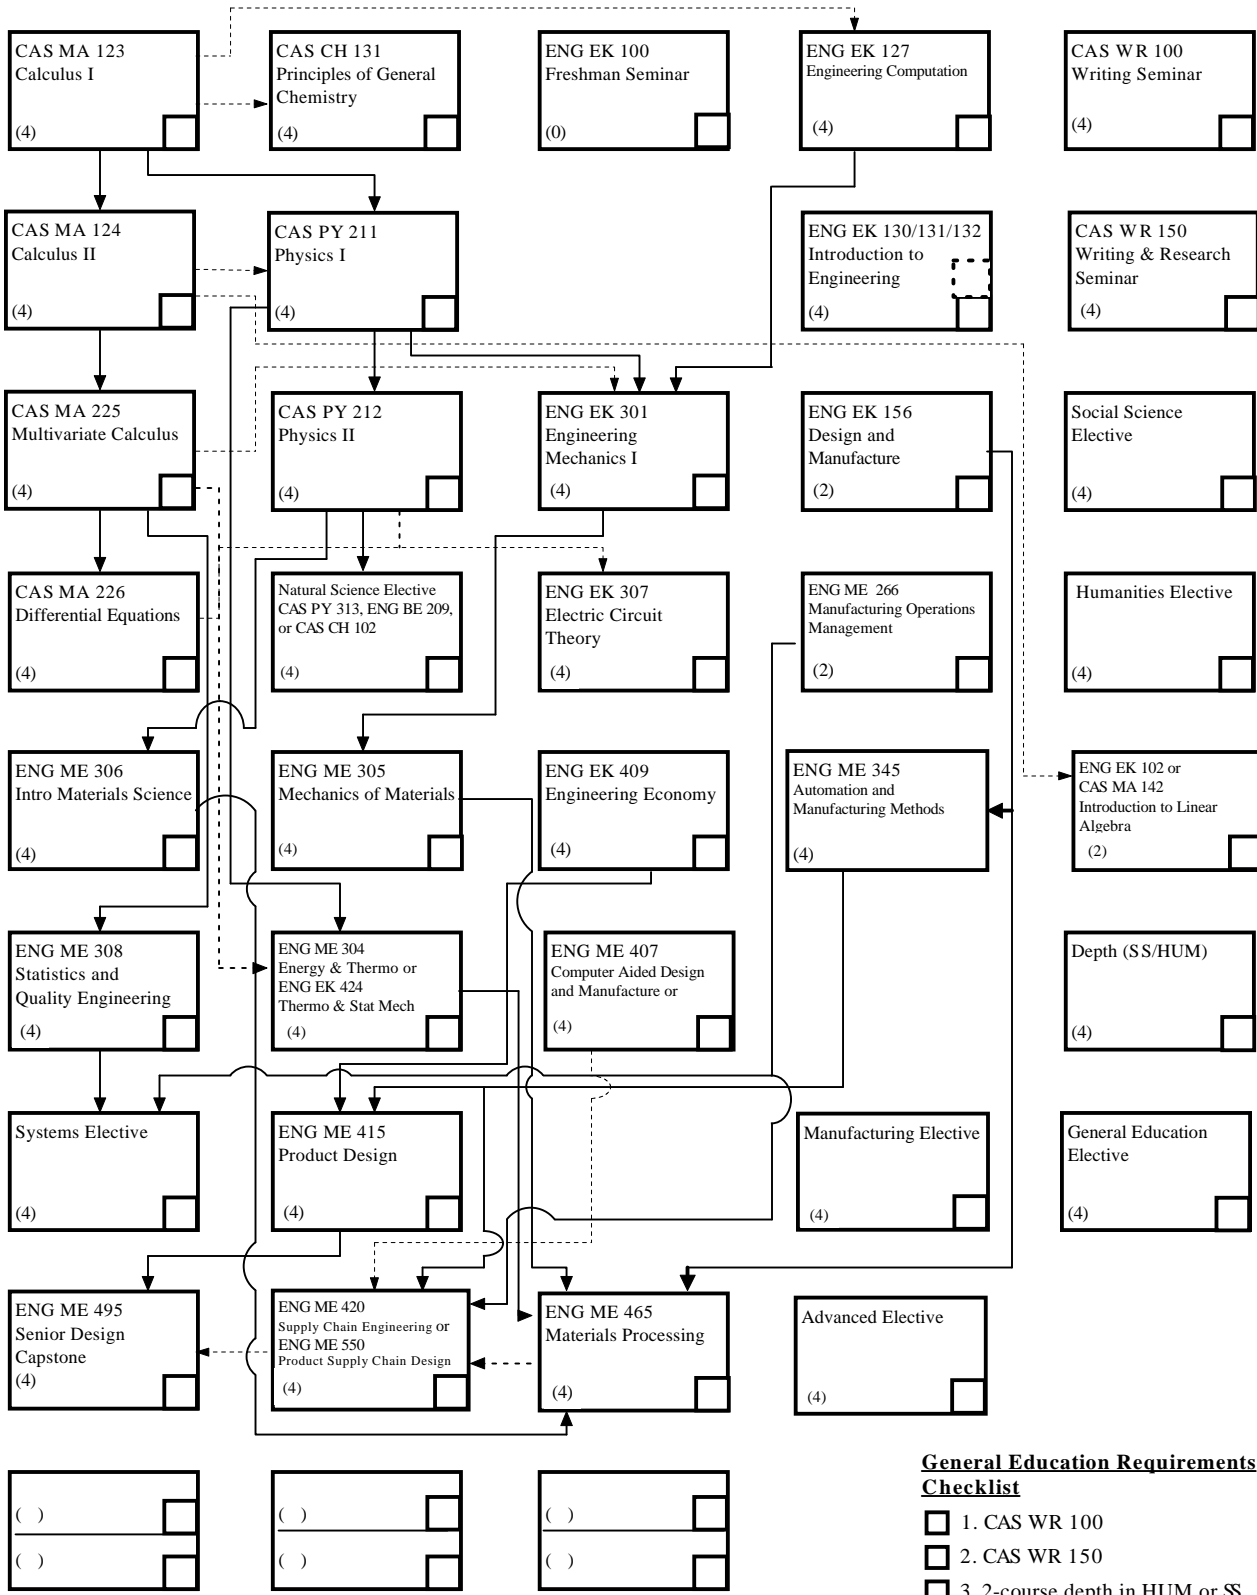 CAS MA 123
Calculus I
(4)
CAS CH 131
Principles of General
Chemistry
(4)
ENG EK 100
Freshman Seminar
(0)
ENG EK 127
Engineering Computation
(4)
CAS WR 100
Writing Seminar
(4)
CAS MA 124
Calculus II
(4)
CAS PY 211
Physics I
(4)
ENG EK 130/131/132
Introduction to
Engineering
(4)
CAS WR 150
Writing & Research
Seminar
(4)
CAS MA 225
Multivariate Calculus
(4)
CAS PY 212
Physics II
(4)
ENG EK 301
Engineering
Mechanics I
(4)
ENG EK 156
Design and
Manufacture
(2)
Social Science
Elective
(4)
CAS MA 226
Differential Equations
(4)
Natural Science Elective
CAS PY 313, ENG BE 209,
or CAS CH 102
(4)
ENG EK 307
Electric Circuit
Theory
(4)
ENG ME 266
Manufacturing Operations
Management
(2)
Humanities Elective
(4)
ENG ME 306
Intro Materials Science
(4)
ENG ME 305
Mechanics of Materials
(4)
ENG EK 409
Engineering Economy
(4)
ENG ME 345
Automation and
Manufacturing Methods
(4)
ENG EK 102 or
CAS MA 142
Introduction to Linear
Algebra
(2)
ENG ME 308
Statistics and
Quality Engineering
(4)
ENG ME 304
Energy & Thermo or
ENG EK 424
Thermo & Stat Mech
(4)
ENG ME 407
Computer Aided Design
and Manufacture or
(4)
Depth (SS/HUM)
(4)
Systems Elective
(4)
ENG ME 415
Product Design
(4)
Manufacturing Elective
(4)
General Education
Elective
(4)
ENG ME 495
Senior Design
Capstone
(4)
ENG ME 420
Supply Chain Engineering or
ENG ME 550
Product Supply Chain Design
(4)
ENG ME 465
Materials Processing
(4)
Advanced Elective
(4)
( )
( )
( )
( )
( )
( )
General Education Requirements
Checklist
1. CAS WR 100
2. CAS WR 150
3. 2-course depth in HUM or SS